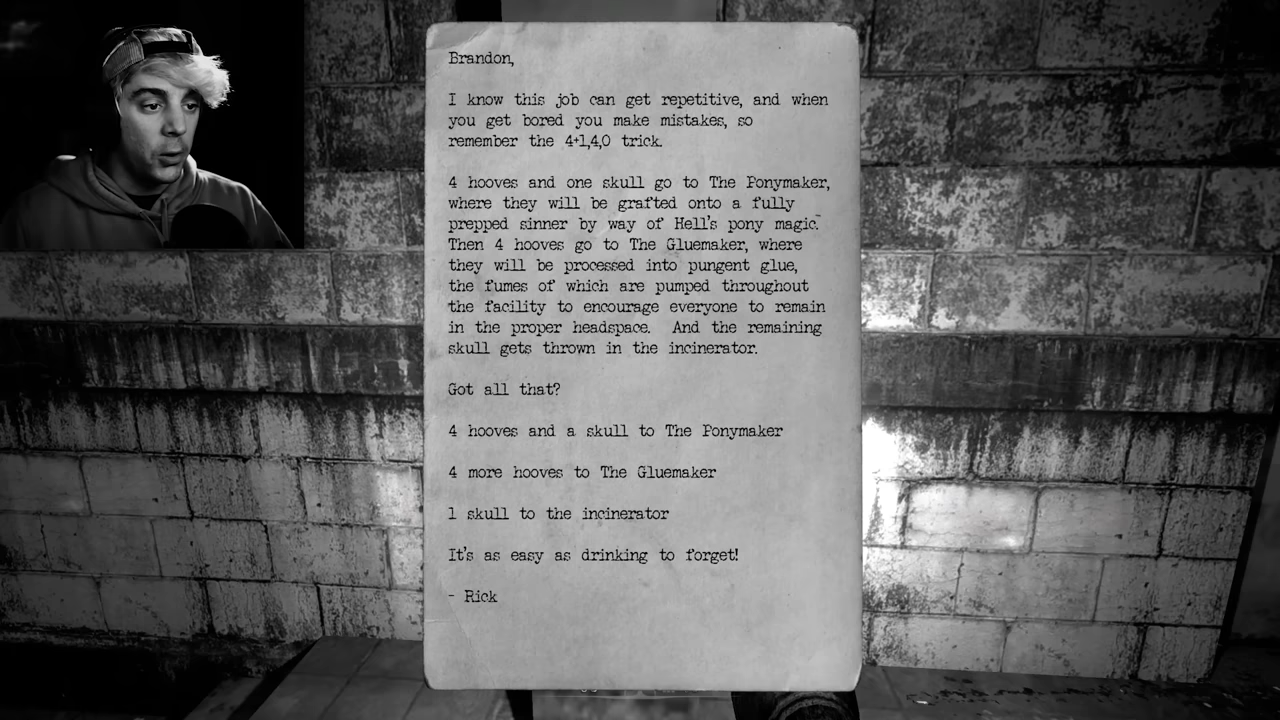 Brandon,
I know this job can get repetitive, and when
you get bored you make mistakes, so
remember the 4+1,4,0 trick.
4 hooves and one skull go to The Ponymaker,
where they will be grafted onto a fully
prepped sinner by way of Hell's pony magic.
Then 4 hooves go to The Gluemaker, where
they will be processed into pungent glue,
the fumes of which are pumped throughout
the facility to encourage everyone to remain
in the proper headspace. And the remaining
skull gets thrown in the incinerator.
Got all that?
4 hooves and a skull to The Ponymaker
4 more hooves to The Gluemaker
1 skull to the incinerator
It's as easy as drinking to forget!
- Rick